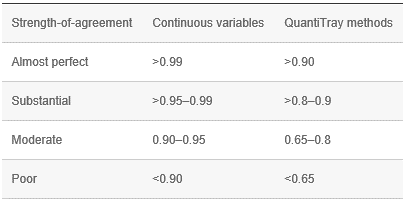 Strength-of-agreement Continuous variables QuantiTray methods
Almost perfect >0.99 >0.90
Substantial >0.95–0.99 >0.8–0.9
Moderate 0.90–0.95 0.65–0.8
Poor <0.90 <0.65